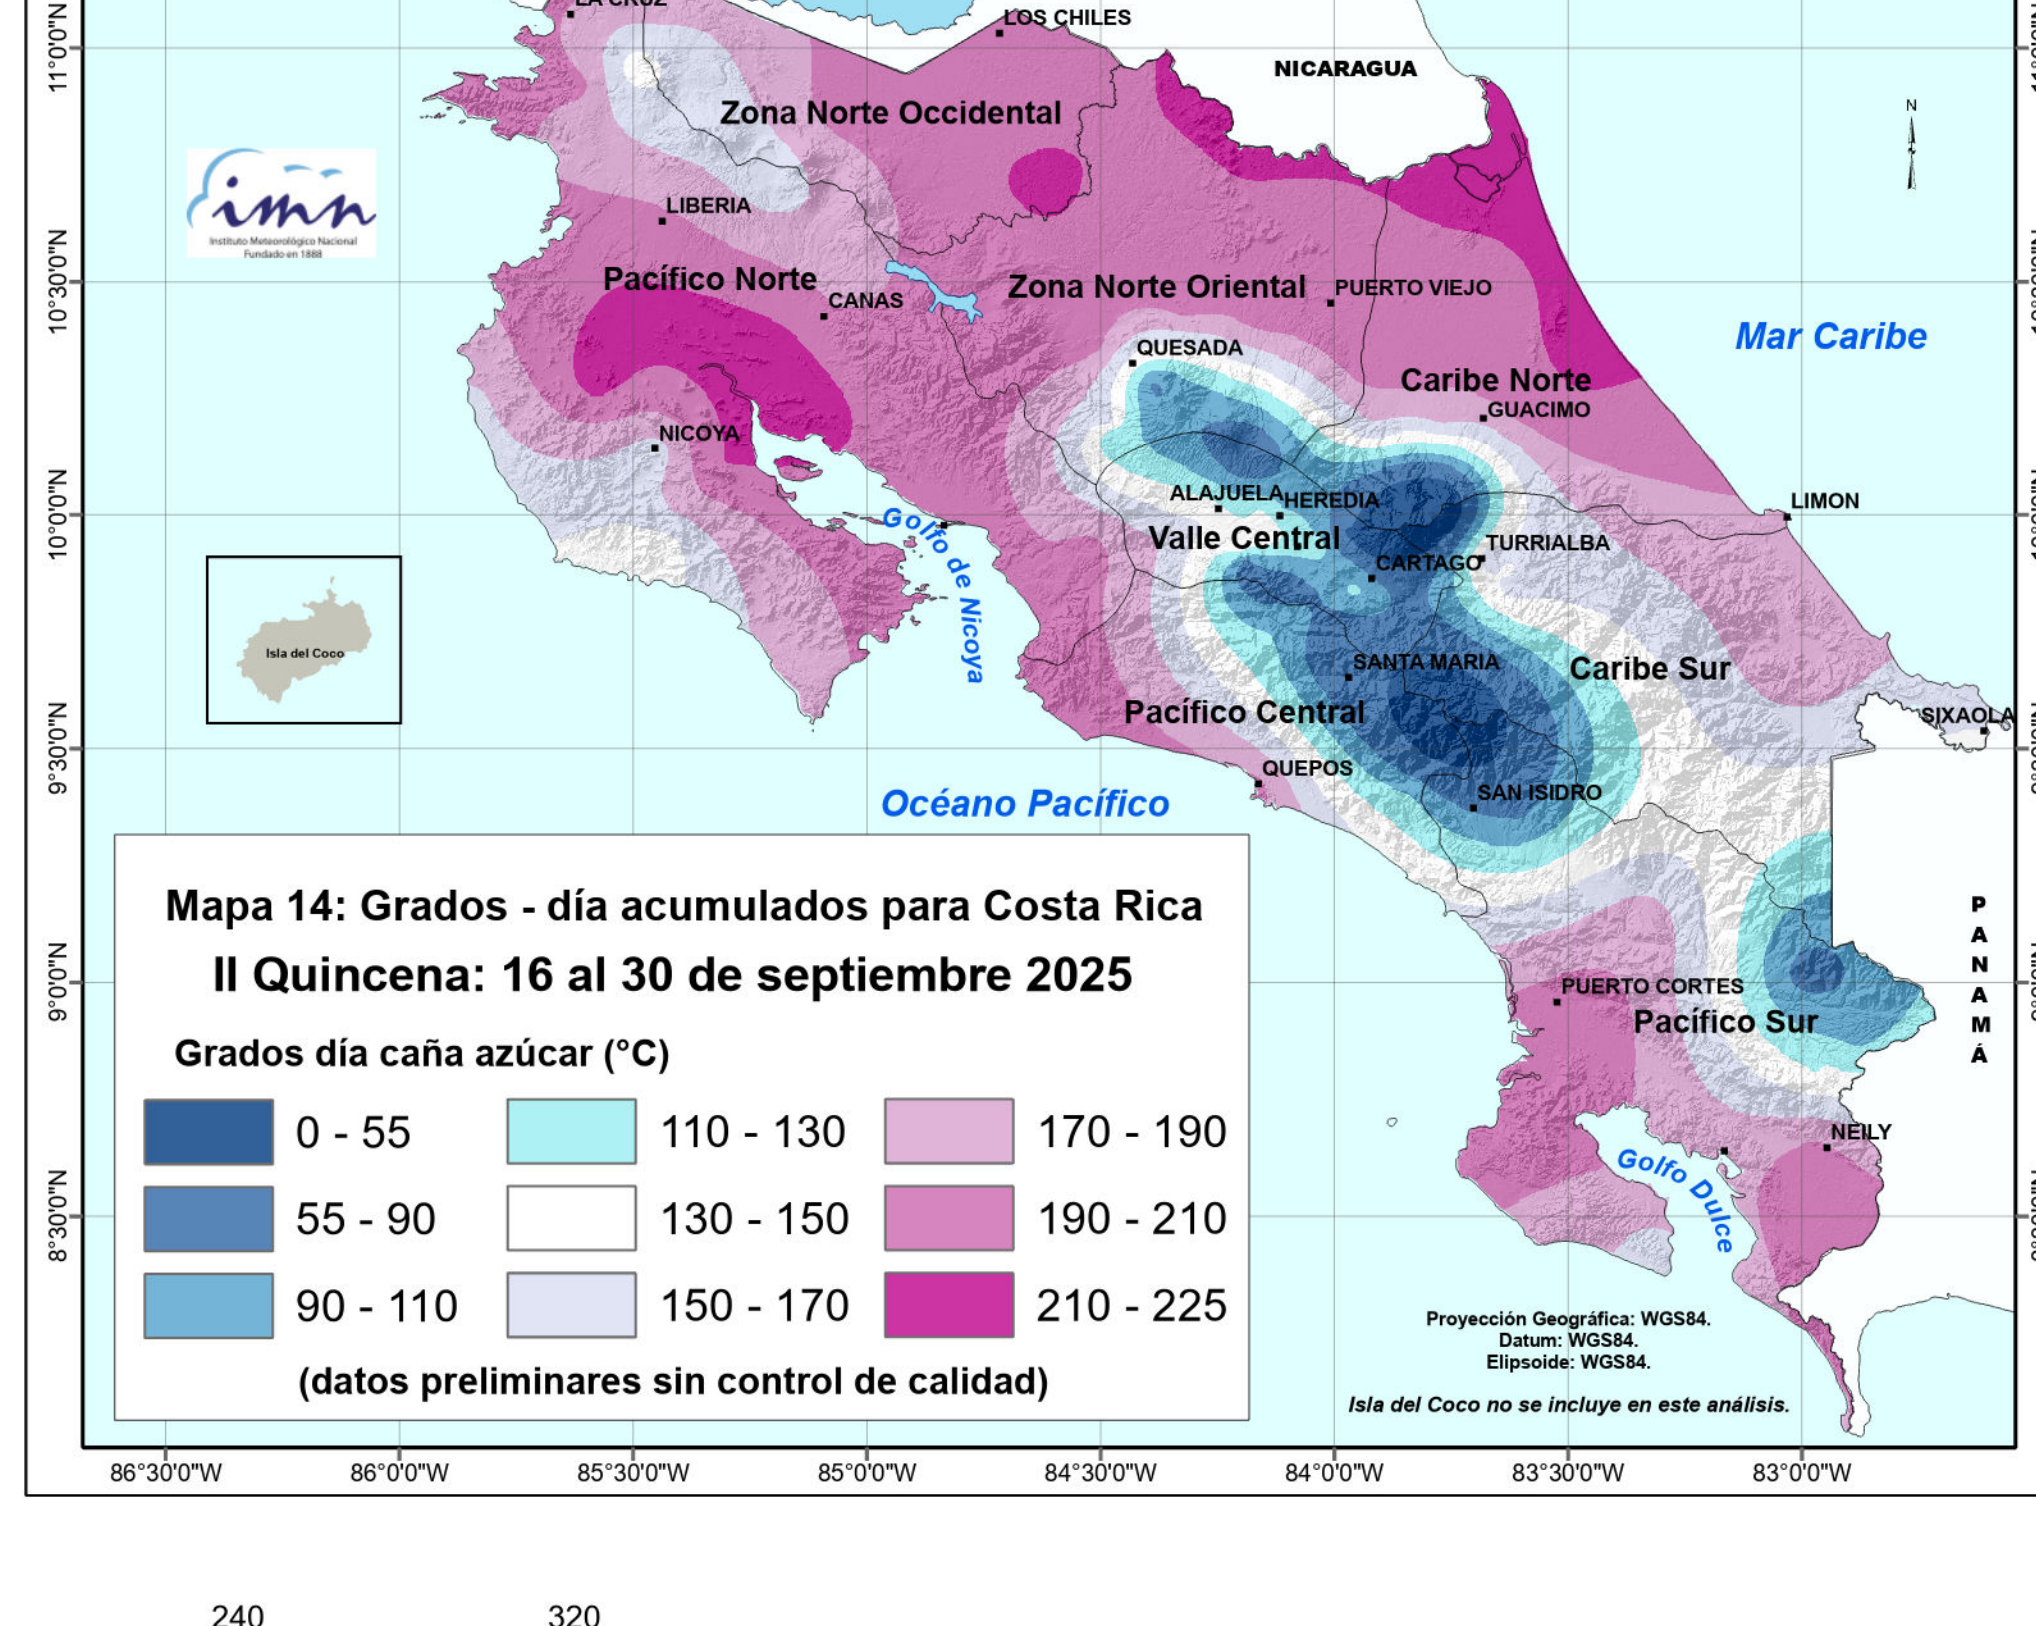 LA CRUZ
LOS CHILES
NICARAGUA
N
Zona Norte Occidental
imn
Instituto Meteorológico Nacional
Fundado en 1888
LIBERIA
Pacífico Norte
CANAS
Zona Norte Oriental
PUERTO VIEJO
Mar Caribe
QUESADA
Caribe Norte
GUACIMO
NICOYA
ALAJUELA
HEREDIA
LIMON
Golfo de Nicoya
Valle Central
TURRIALBA
CARTAGO
Isla del Coco
SANTA MARIA
Caribe Sur
Pacífico Central
SIXAOLA
QUEPOS
Océano Pacífico
SAN ISIDRO
PANAMÁ
PUERTO CORTES
Pacífico Sur
NEILY
Golfo Dulce
Mapa 14: Grados - día acumulados para Costa Rica
II Quincena: 16 al 30 de septiembre 2025
Grados día caña azúcar (°C)
0 - 55
110 - 130
170 - 190
55 - 90
130 - 150
190 - 210
90 - 110
150 - 170
210 - 225
(datos preliminares sin control de calidad)
Proyección Geográfica: WGS84.
Datum: WGS84.
Elipsoide: WGS84.
Isla del Coco no se incluye en este análisis.
11°0'0"N
10°30'0"N
10°0'0"N
9°30'0"N
9°0'0"N
8°30'0"N
86°30'0"W
86°0'0"W
85°30'0"W
85°0'0"W
84°30'0"W
84°0'0"W
83°30'0"W
83°0'0"W
240
320